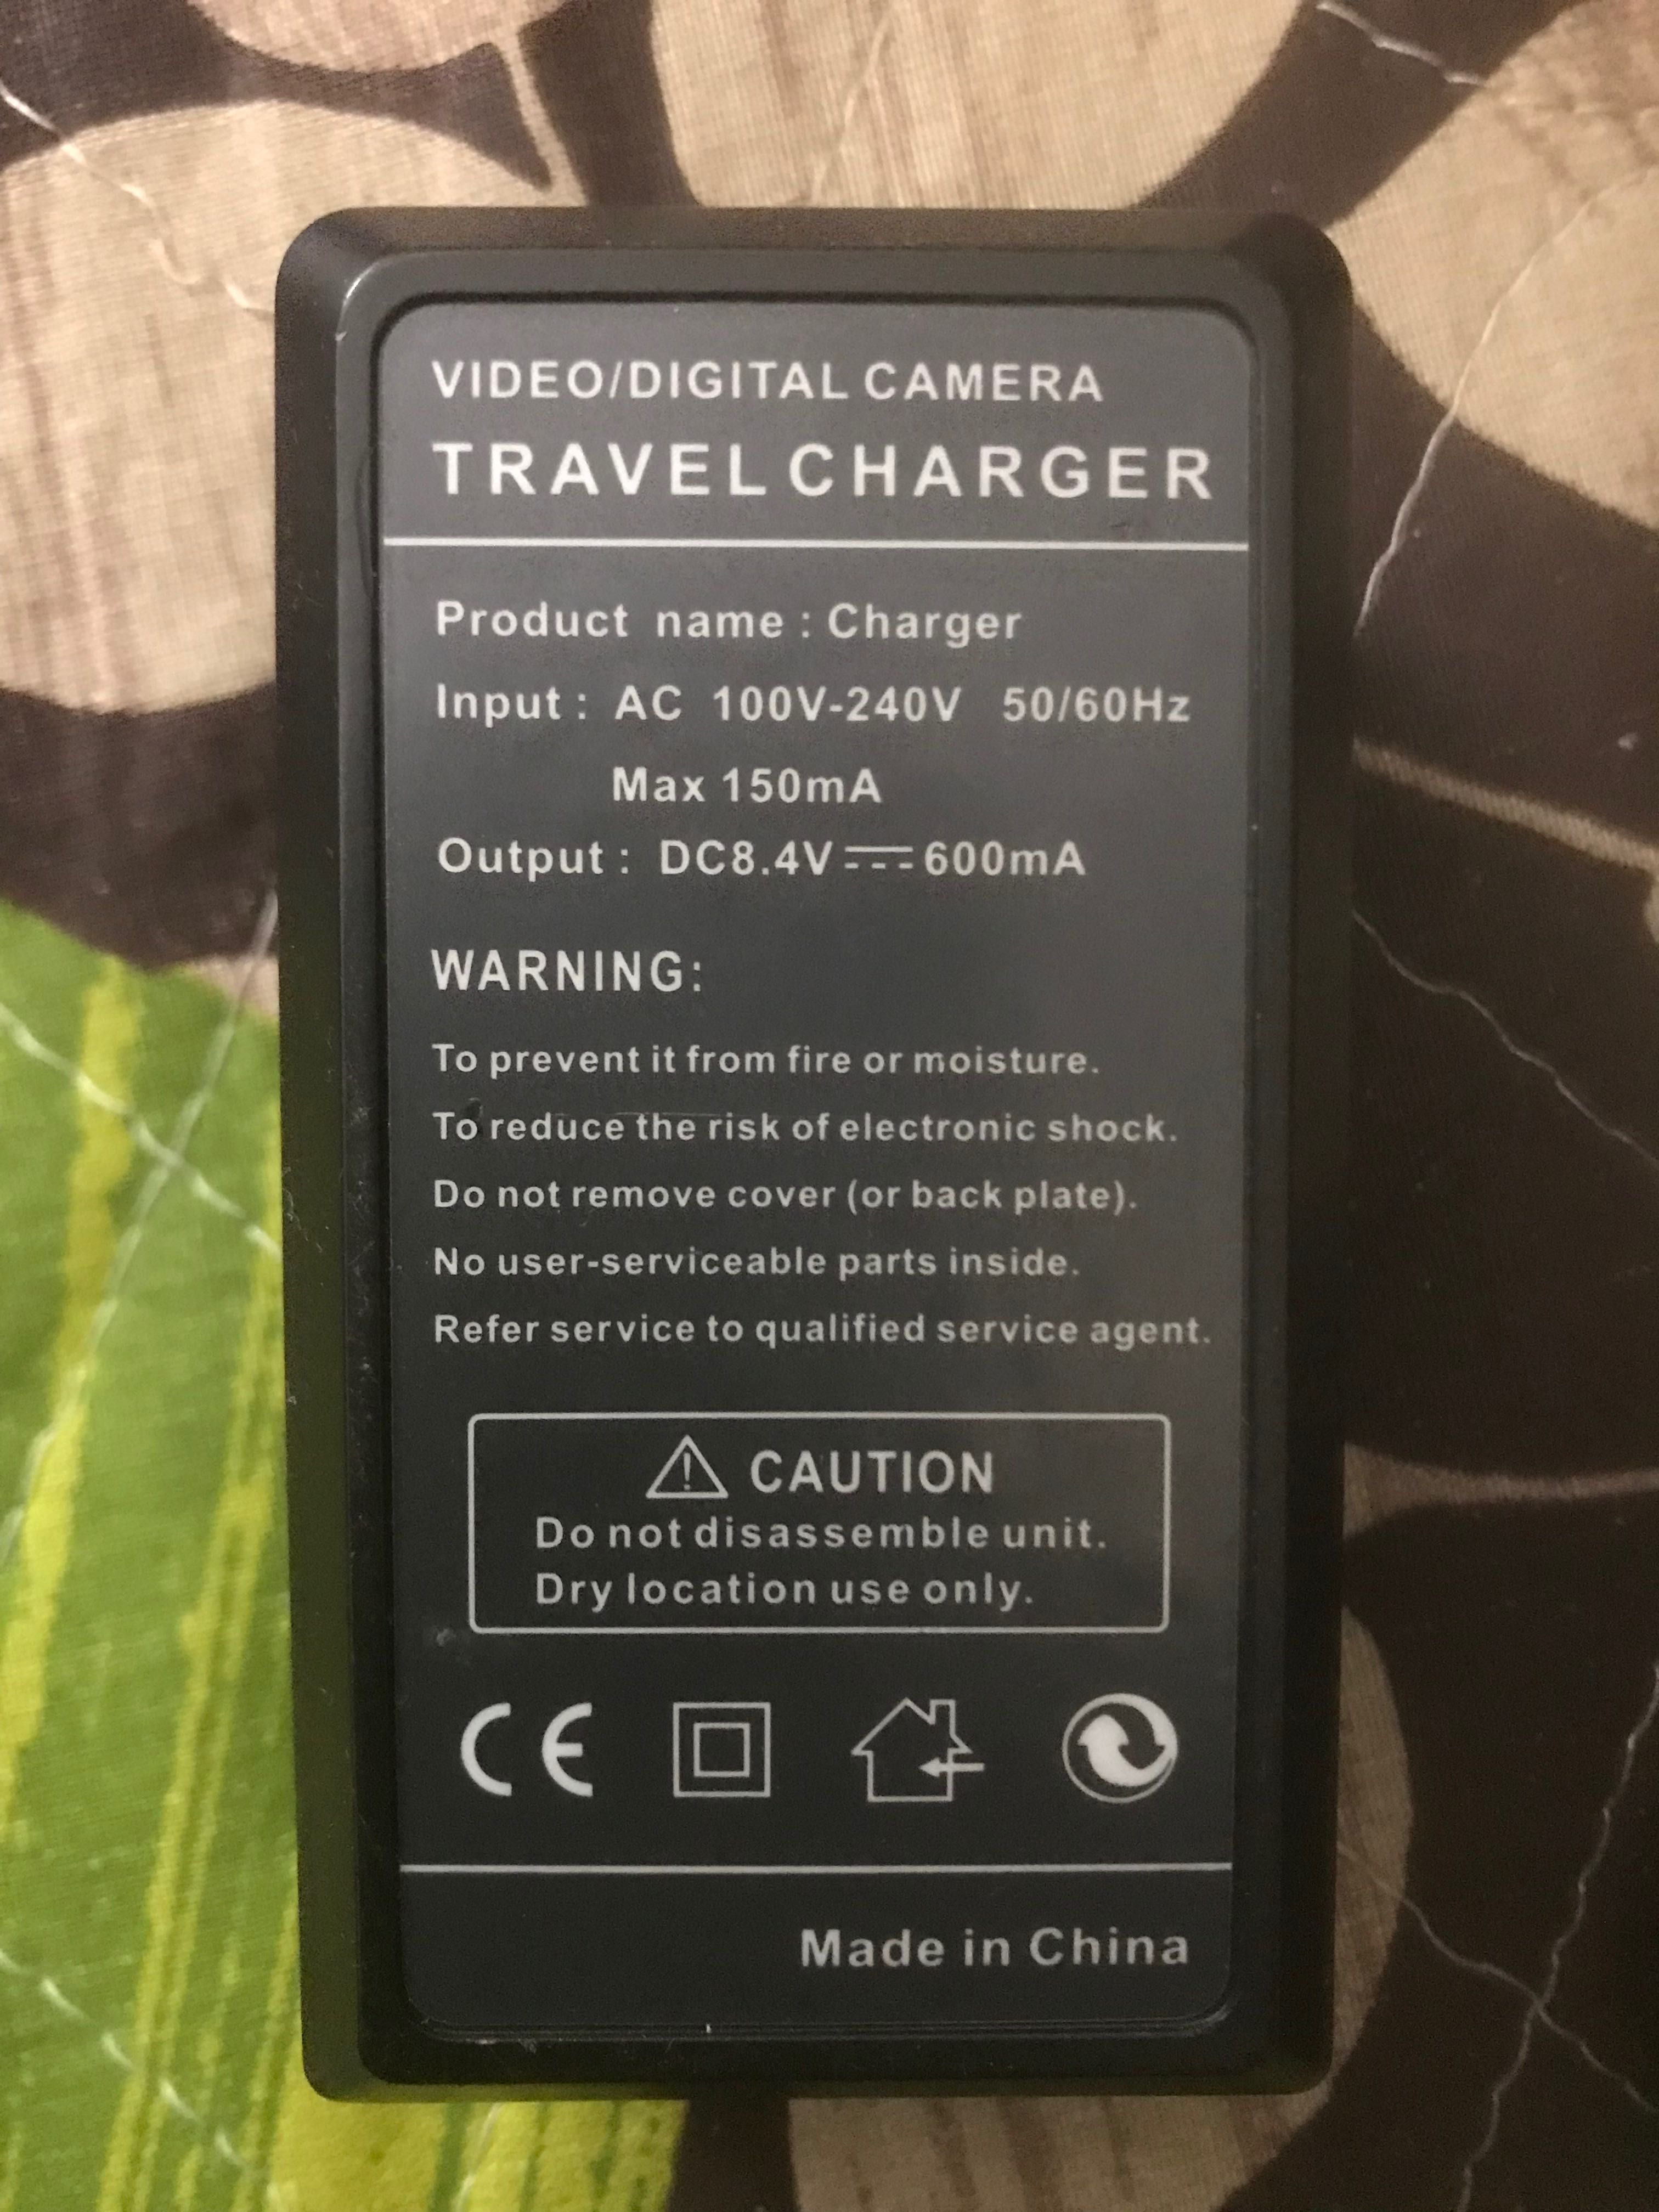 VIDEO/DIGITAL CAMERA
TRAVEL CHARGER
Product name : Charger
Input : AC 100V-240V 50/60Hz
Max 150mA
Output : DC8.4V⎓600mA
WARNING:
To prevent it from fire or moisture.
To reduce the risk of electronic shock.
Do not remove cover (or back plate).
No user-serviceable parts inside.
Refer service to qualified service agent.
CAUTION
Do not disassemble unit.
Dry location use only.
CE
Made in China